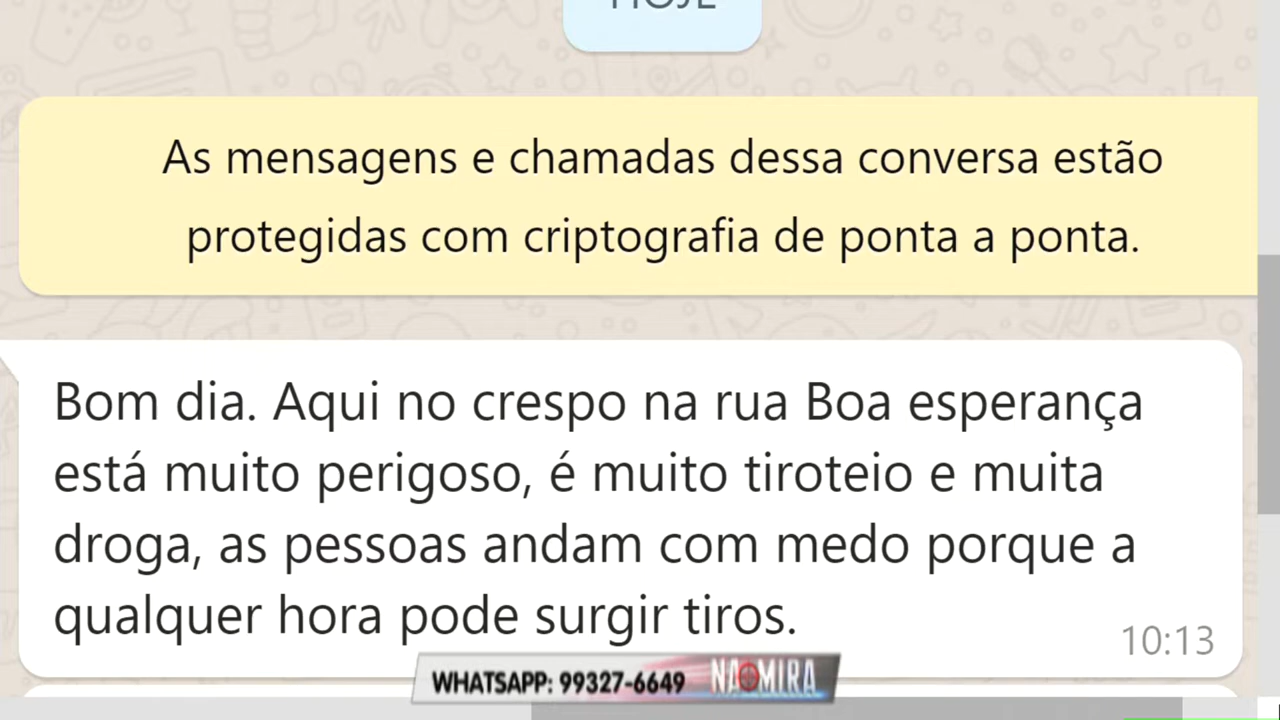 HOJE
As mensagens e chamadas dessa conversa estão
protegidas com criptografia de ponta a ponta.
Bom dia. Aqui no crespo na rua Boa esperança
está muito perigoso, é muito tiroteio e muita
droga, as pessoas andam com medo porque a
qualquer hora pode surgir tiros.
10:13
WHATSAPP: 99327-6649 NA MIRA